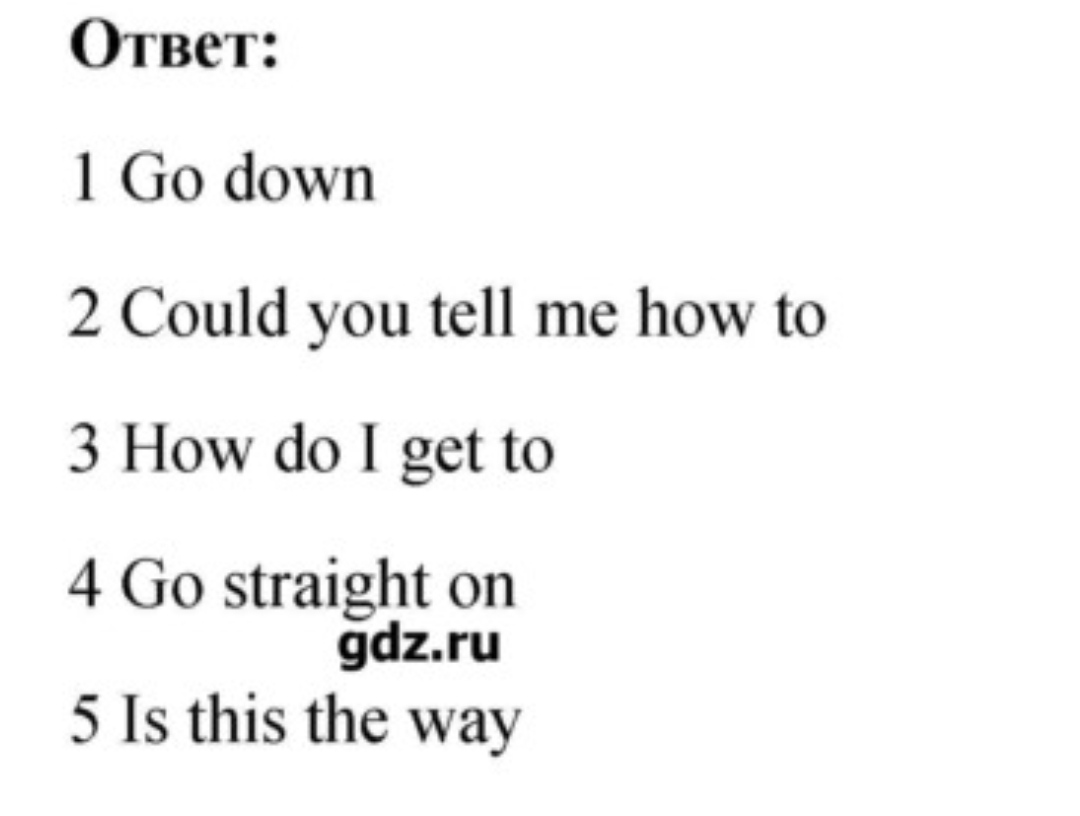 Ответ:
1 Go down
2 Could you tell me how to
3 How do I get to
4 Go straight on
gdz.ru
5 Is this the way